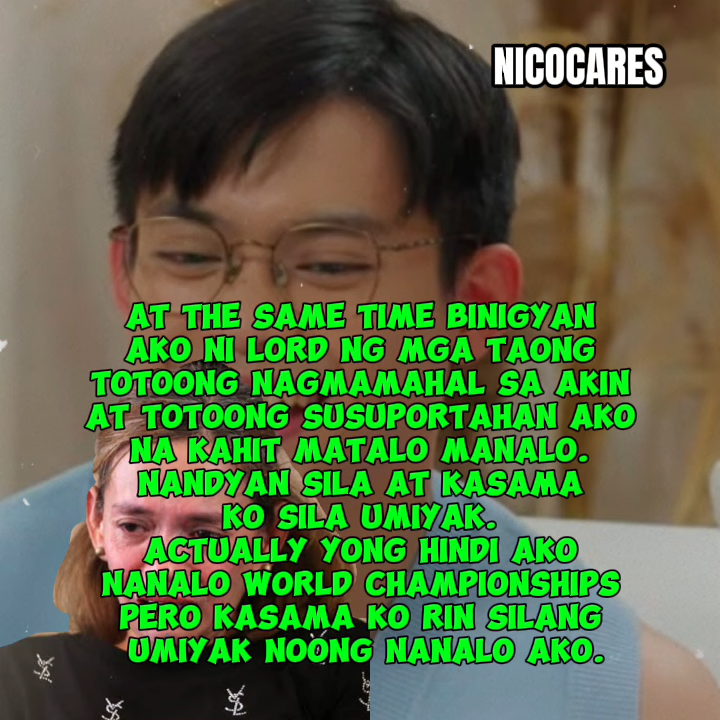 NICOCARES
AT THE SAME TIME BINIGYAN
AKO NI LORD NG MGA TAONG
TOTOONG NAGMAMAHAL SA AKIN
AT TOTOONG SUSUPORTAHAN AKO
NA KAHIT MATALO MANALO.
NANDYAN SILA AT KASAMA
KO SILA UMIYAK.
ACTUALLY YONG HINDI AKO
NANALO WORLD CHAMPIONSHIPS
PERO KASAMA KO RIN SILANG
UMIYAK NOONG NANALO AKO.